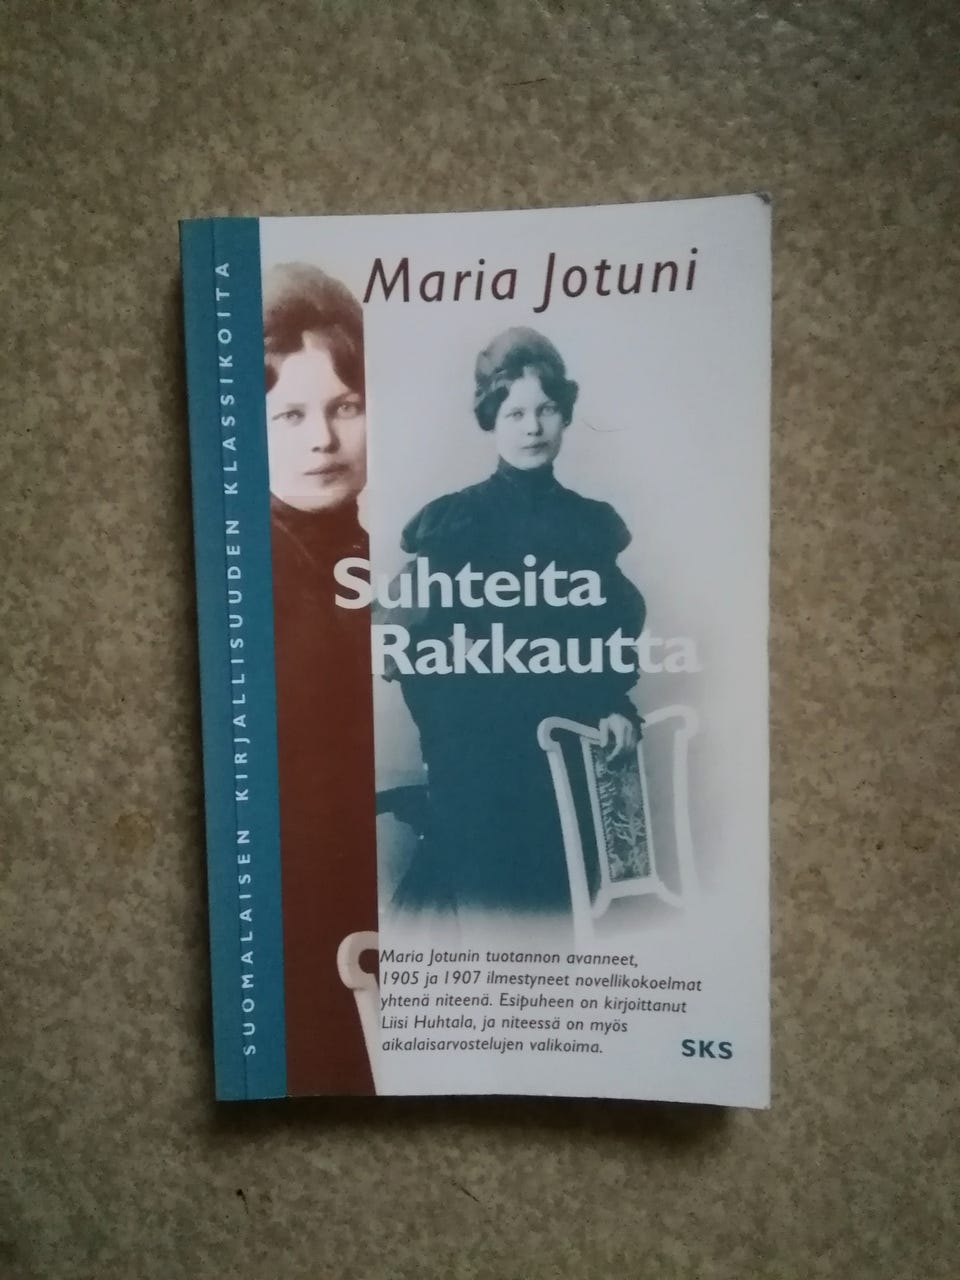 SUOMALAISEN KIRJALLISUUDEN KLASSIKOITA
Maria Jotuni
Suhteita
Rakkautta
Maria Jotunin tuotannon avanneet,
1905 ja 1907 ilmestyneet novellikokoelmat
yhtenä niteenä. Esipuheen on kirjoittanut
Liisi Huhtala, ja niteessä on myös
aikalaisarvostelujen valikoima.
SKS